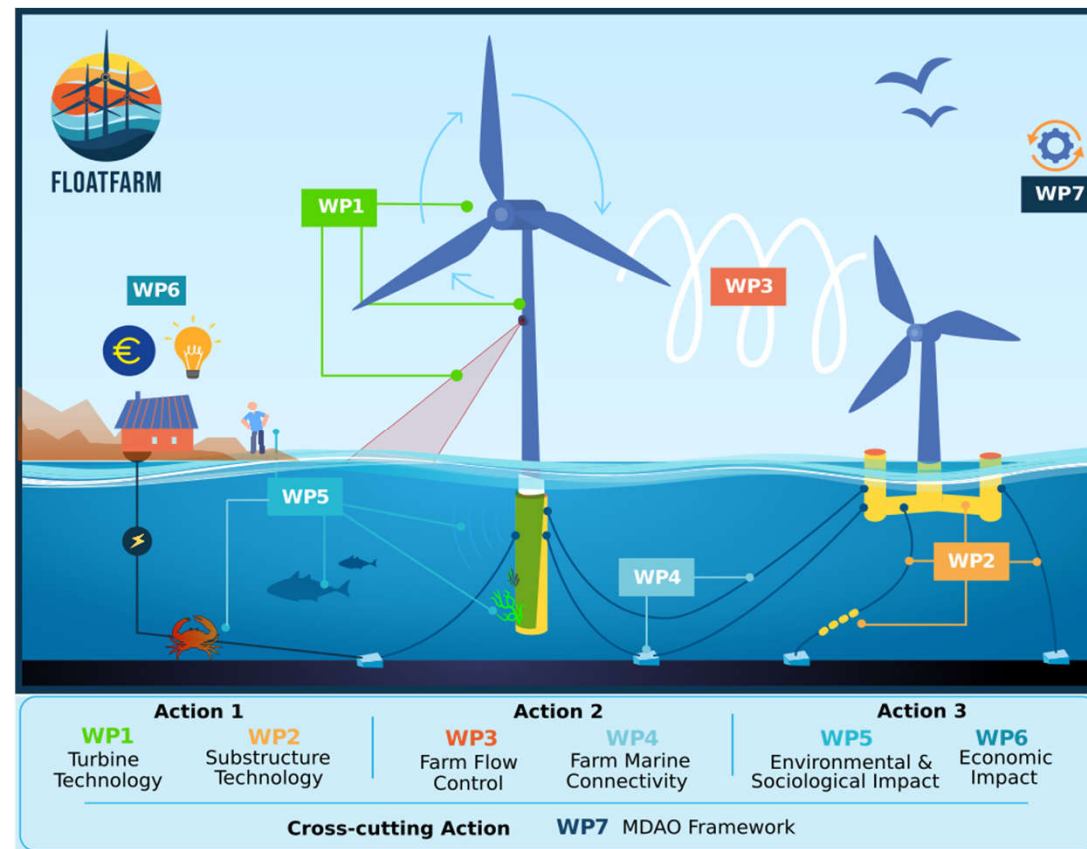 FLOATFARM
WP1
WP7
WP6
€
WP3
WP5
WP4
WP2
Action 1
Action 2
Action 3
WP1
Turbine
Technology
WP2
Substructure
Technology
WP3
Farm Flow
Control
WP4
Farm Marine
Connectivity
WP5
Environmental &
Sociological Impact
WP6
Economic
Impact
Cross-cutting Action WP7 MDAO Framework